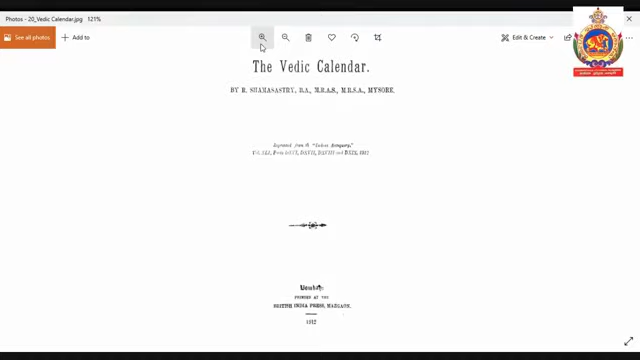 Photos - 20_Vedic Calendar.jpg 121%
See all photos
Add to
Edit & Create
The Vedic Calendar.
BY R. SHAMASASTRY, B.A., M.R.A.S., M.R.S.A., MYSORE.
Reprinted from the "Indian Antiquary,"
PRINTED AT THE
BRITISH INDIA PRESS, MAZGAON.
1912